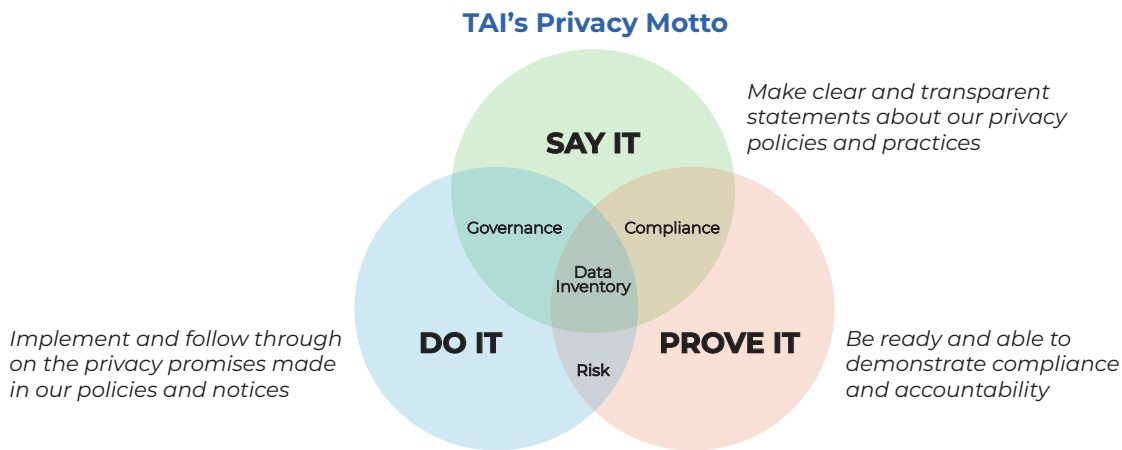 TAI's Privacy Motto
SAY IT
Make clear and transparent
statements about our privacy
policies and practices
Governance
Compliance
Data
Inventory
DO IT
PROVE IT
Risk
Implement and follow through
on the privacy promises made
in our policies and notices
Be ready and able to
demonstrate compliance
and accountability